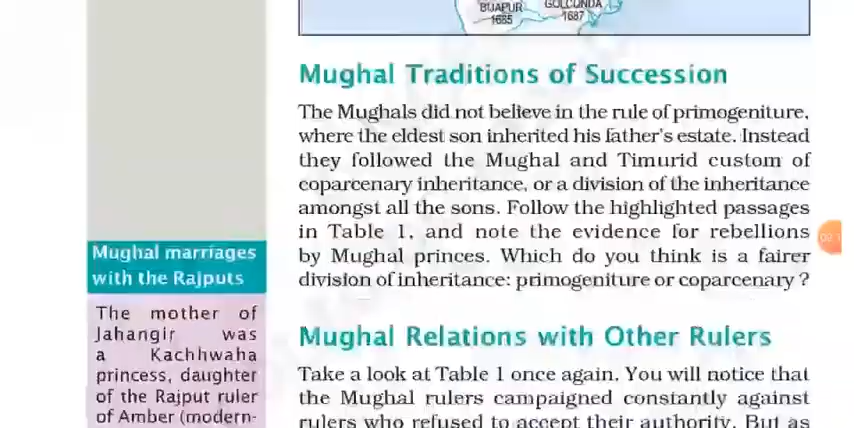 BIJAPUR
1685
GOLCONDA
1687
Mughal Traditions of Succession
The Mughals did not believe in the rule of primogeniture,
where the eldest son inherited his father's estate. Instead
they followed the Mughal and Timurid custom of
coparcenary inheritance, or a division of the inheritance
amongst all the sons. Follow the highlighted passages
in Table 1, and note the evidence for rebellions
by Mughal princes. Which do you think is a fairer
division of inheritance: primogeniture or coparcenary ?
Mughal Relations with Other Rulers
Take a look at Table 1 once again. You will notice that
the Mughal rulers campaigned constantly against
rulers who refused to accept their authority. But as
Mughal marriages
with the Rajputs
The mother of
Jahangir was
a Kachhwaha
princess, daughter
of the Rajput ruler
of Amber (modern-